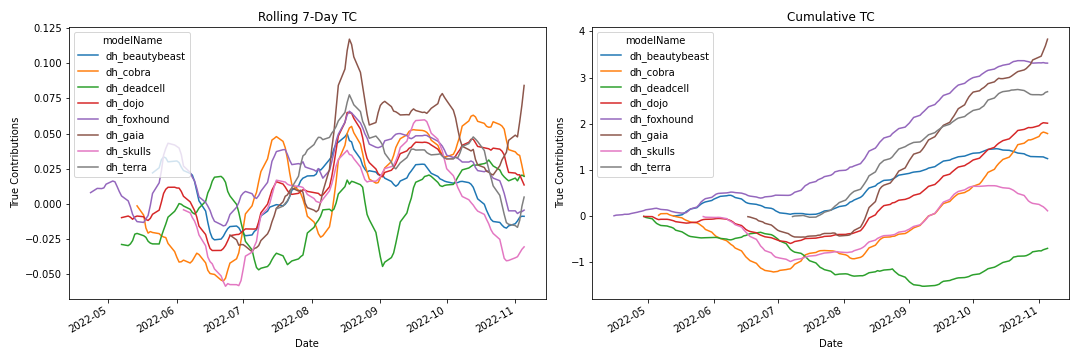 Rolling 7-Day TC
True Contributions
0.125
0.100
0.075
0.050
0.025
0.000
−0.025
−0.050
modelName
dh_beautybeast
dh_cobra
dh_deadcell
dh_dojo
dh_foxhound
dh_gaia
dh_skulls
dh_terra
2022-05
2022-06
2022-07
2022-08
2022-09
2022-10
2022-11
Date
Cumulative TC
True Contributions
4
3
2
1
0
−1
modelName
dh_beautybeast
dh_cobra
dh_deadcell
dh_dojo
dh_foxhound
dh_gaia
dh_skulls
dh_terra
2022-05
2022-06
2022-07
2022-08
2022-09
2022-10
2022-11
Date